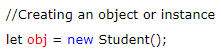 //Creating an object or instance
let obj = new Student();